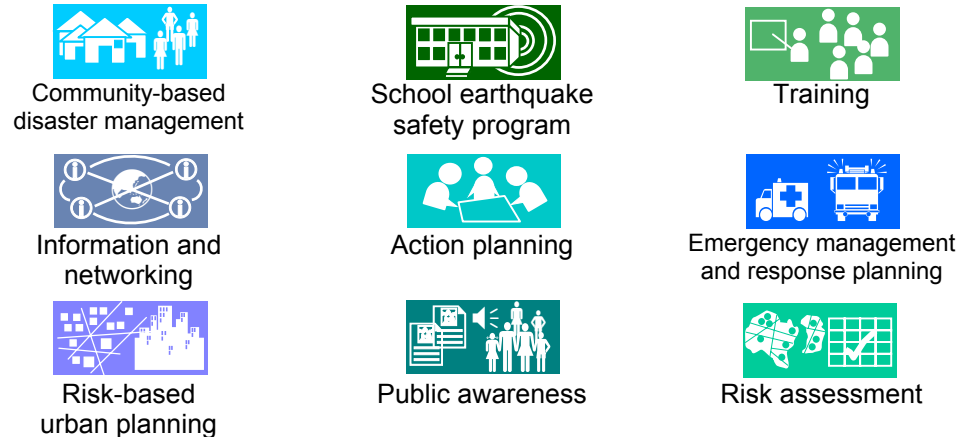 Community-based
disaster management
School earthquake
safety program
Training
Information and
networking
Action planning
Emergency management
and response planning
Risk-based
urban planning
Public awareness
Risk assessment